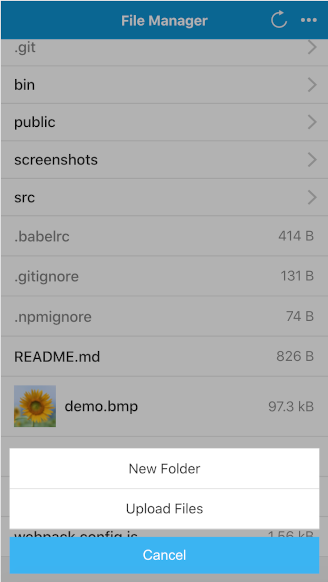 File Manager
.git
bin
public
screenshots
src
.babelrc 414 B
.gitignore 131 B
.npmignore 74 B
README.md 826 B
demo.bmp 97.3 kB
New Folder
Upload Files
webpack.config.js 1.56 kB
Cancel